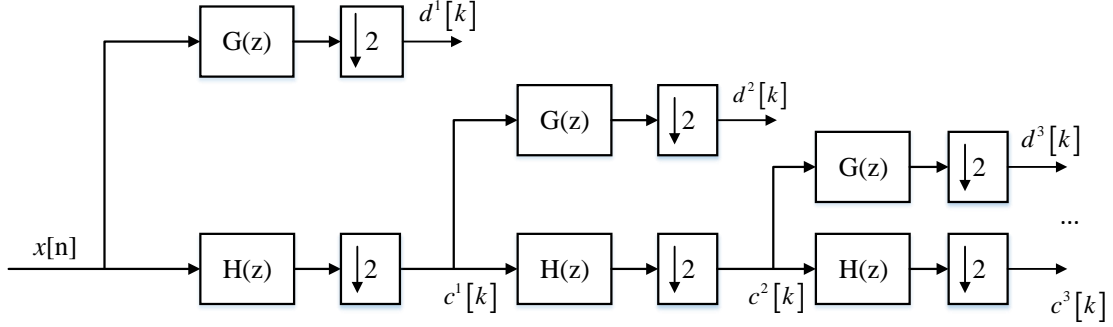 d¹[k]
G(z) ↓2
d²[k]
G(z) ↓2
d³[k]
G(z) ↓2
...
x[n]
H(z) ↓2 H(z) ↓2 H(z) ↓2
c¹[k] c²[k] c³[k]